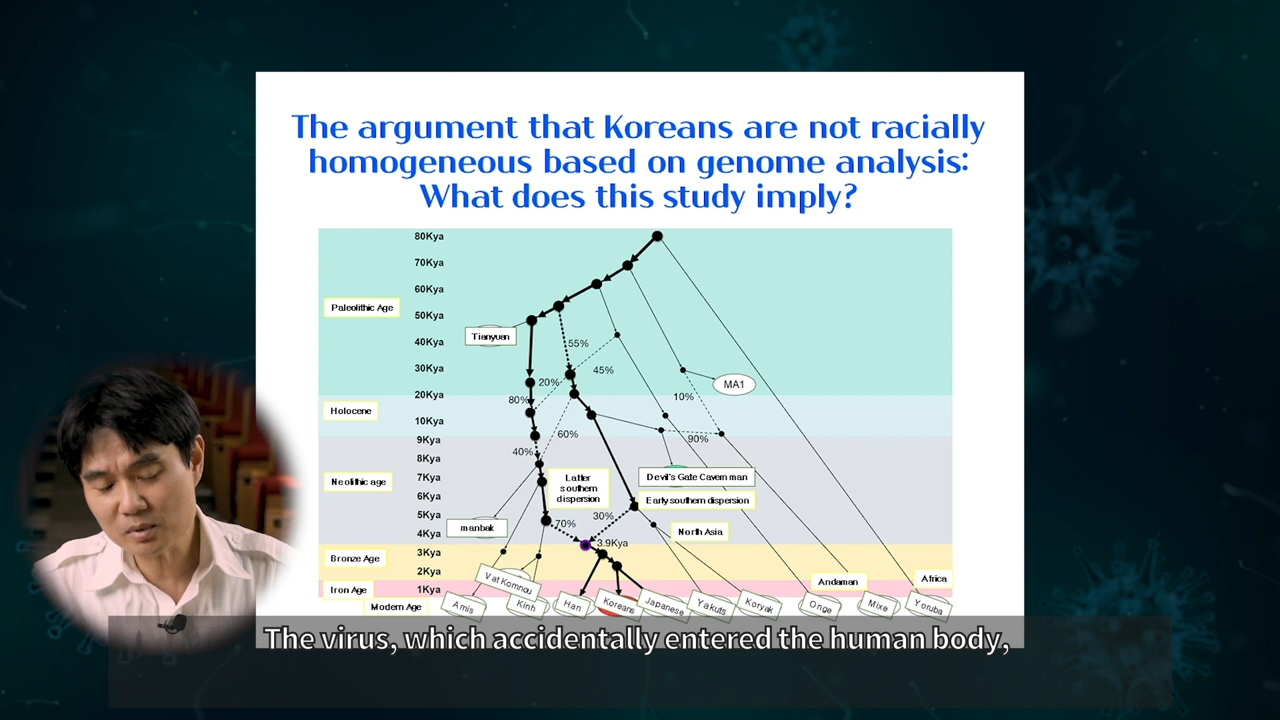 The argument that Koreans are not racially
homogeneous based on genome analysis:
What does this study imply?
80Kya
70Kya
60Kya
50Kya
40Kya
30Kya
20Kya
10Kya
9Kya
8Kya
7Kya
6Kya
5Kya
4Kya
3Kya
2Kya
1Kya
Paleolithic Age
Holocene
Neolithic age
Bronze Age
Iron Age
Modern Age
Tianyuan
55%
45%
20%
80%
MA1
10%
60%
90%
40%
Latter
southern
dispersion
Devil's Gate Cavern man
Early southern dispersion
manbak
70%
30%
North Asia
3.9Kya
Vat Komnou
Andaman
Africa
Amis
Kinh
Han
Koreans
Japanese
Yakuts
Koryak
Onge
Mixe
Yoruba
The virus, which accidentally entered the human body,